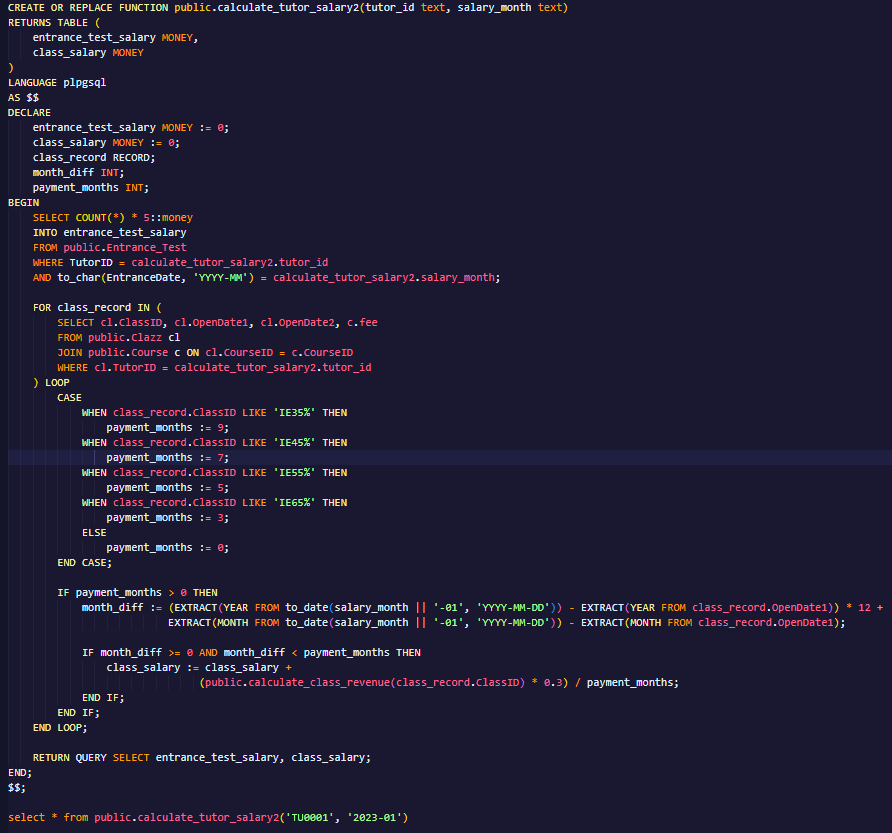 CREATE OR REPLACE FUNCTION public.calculate_tutor_salary2(tutor_id text, salary_month text)
RETURNS TABLE (
    entrance_test_salary MONEY,
    class_salary MONEY
)
LANGUAGE plpgsql
AS $$
DECLARE
    entrance_test_salary MONEY := 0;
    class_salary MONEY := 0;
    class_record RECORD;
    month_diff INT;
    payment_months INT;
BEGIN
    SELECT COUNT(*) * 5::money
    INTO entrance_test_salary
    FROM public.Entrance_Test
    WHERE TutorID = calculate_tutor_salary2.tutor_id
    AND to_char(EntranceDate, 'YYYY-MM') = calculate_tutor_salary2.salary_month;

    FOR class_record IN (
        SELECT cl.ClassID, cl.OpenDate1, cl.OpenDate2, c.fee
        FROM public.Clazz cl
        JOIN public.Course c ON cl.CourseID = c.CourseID
        WHERE cl.TutorID = calculate_tutor_salary2.tutor_id
    ) LOOP
        CASE
            WHEN class_record.ClassID LIKE 'IE35%' THEN
                payment_months := 9;
            WHEN class_record.ClassID LIKE 'IE45%' THEN
                payment_months := 7;
            WHEN class_record.ClassID LIKE 'IE55%' THEN
                payment_months := 5;
            WHEN class_record.ClassID LIKE 'IE65%' THEN
                payment_months := 3;
            ELSE
                payment_months := 0;
        END CASE;

        IF payment_months > 0 THEN
            month_diff := (EXTRACT(YEAR FROM to_date(salary_month || '-01', 'YYYY-MM-DD')) - EXTRACT(YEAR FROM class_record.OpenDate1)) * 12 +
                          EXTRACT(MONTH FROM to_date(salary_month || '-01', 'YYYY-MM-DD')) - EXTRACT(MONTH FROM class_record.OpenDate1);

            IF month_diff >= 0 AND month_diff < payment_months THEN
                class_salary := class_salary +
                               (public.calculate_class_revenue(class_record.ClassID) * 0.3) / payment_months;
            END IF;
        END IF;
    END LOOP;

    RETURN QUERY SELECT entrance_test_salary, class_salary;
END;
$$;

select * from public.calculate_tutor_salary2('TU0001', '2023-01')